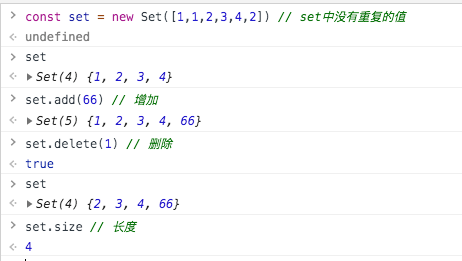 > const set = new Set([1,1,2,3,4,2]) // set中没有重复的值
< undefined
> set
< ▶Set(4) {1, 2, 3, 4}
> set.add(66) // 增加
< ▶Set(5) {1, 2, 3, 4, 66}
> set.delete(1) // 删除
< true
> set
< ▶Set(4) {2, 3, 4, 66}
> set.size // 长度
< 4